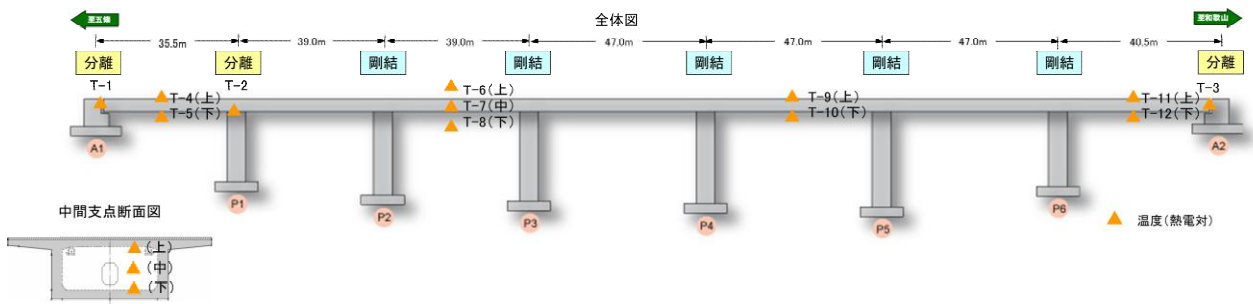 至五條
全体図
至和歌山
35.5m
39.0m
39.0m
47.0m
47.0m
47.0m
40.5m
分離
分離
剛結
剛結
剛結
剛結
剛結
分離
T-1
T-2
T-3
T-4(上)
T-5(下)
T-6(上)
T-7(中)
T-8(下)
T-9(上)
T-10(下)
T-11(上)
T-12(下)
A1
P1
P2
P3
P4
P5
P6
A2
温度(熱電対)
中間支点断面図
(上)
(中)
(下)